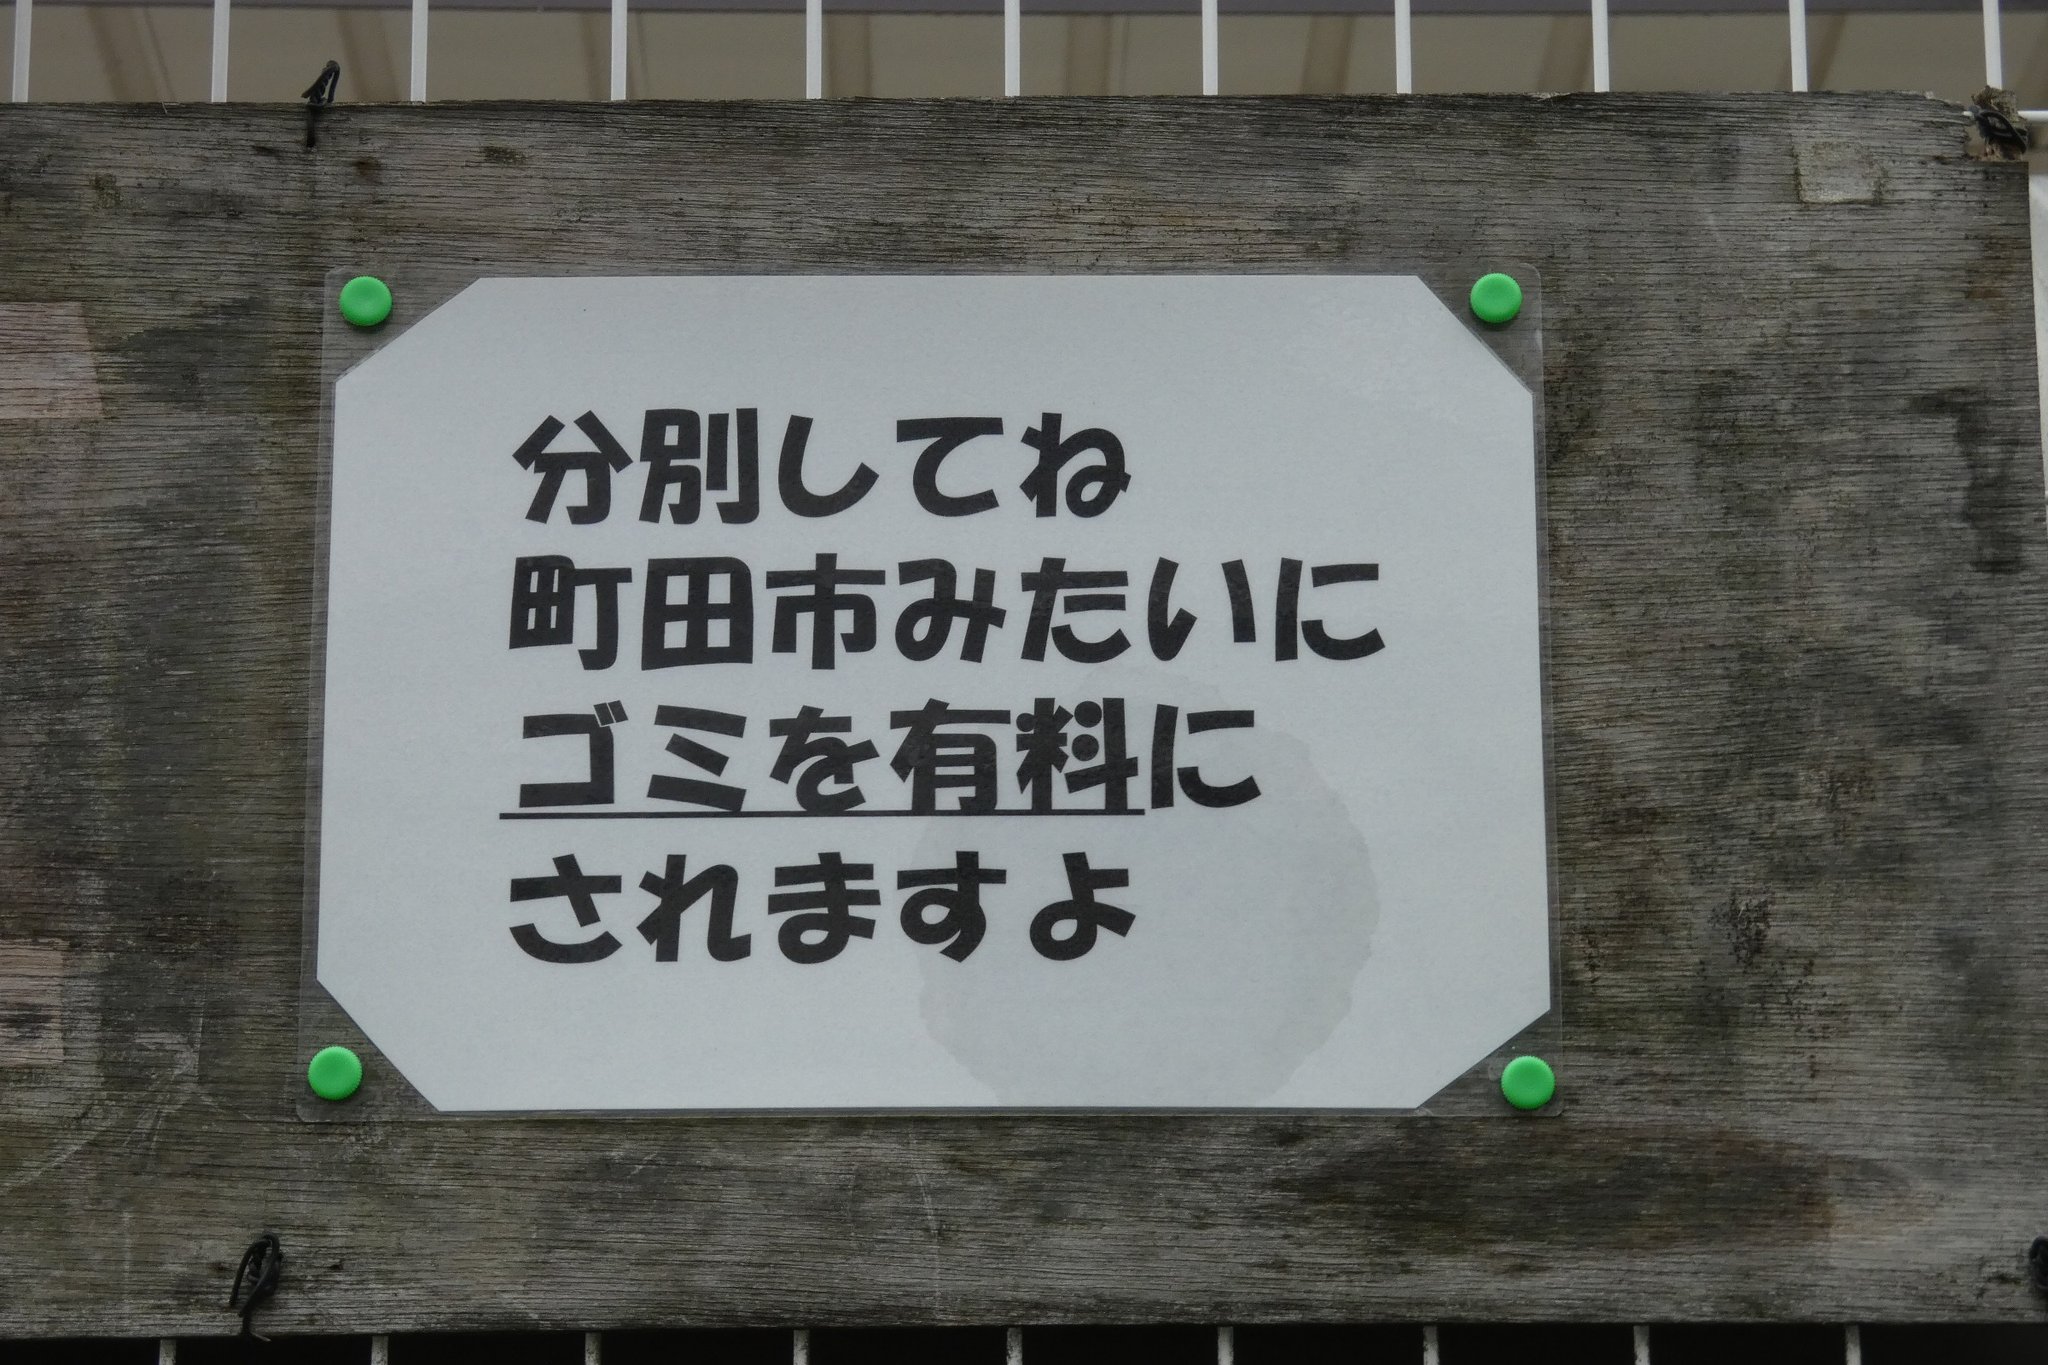 分別してね
町田市みたいに
ゴミを有料に
されますよ